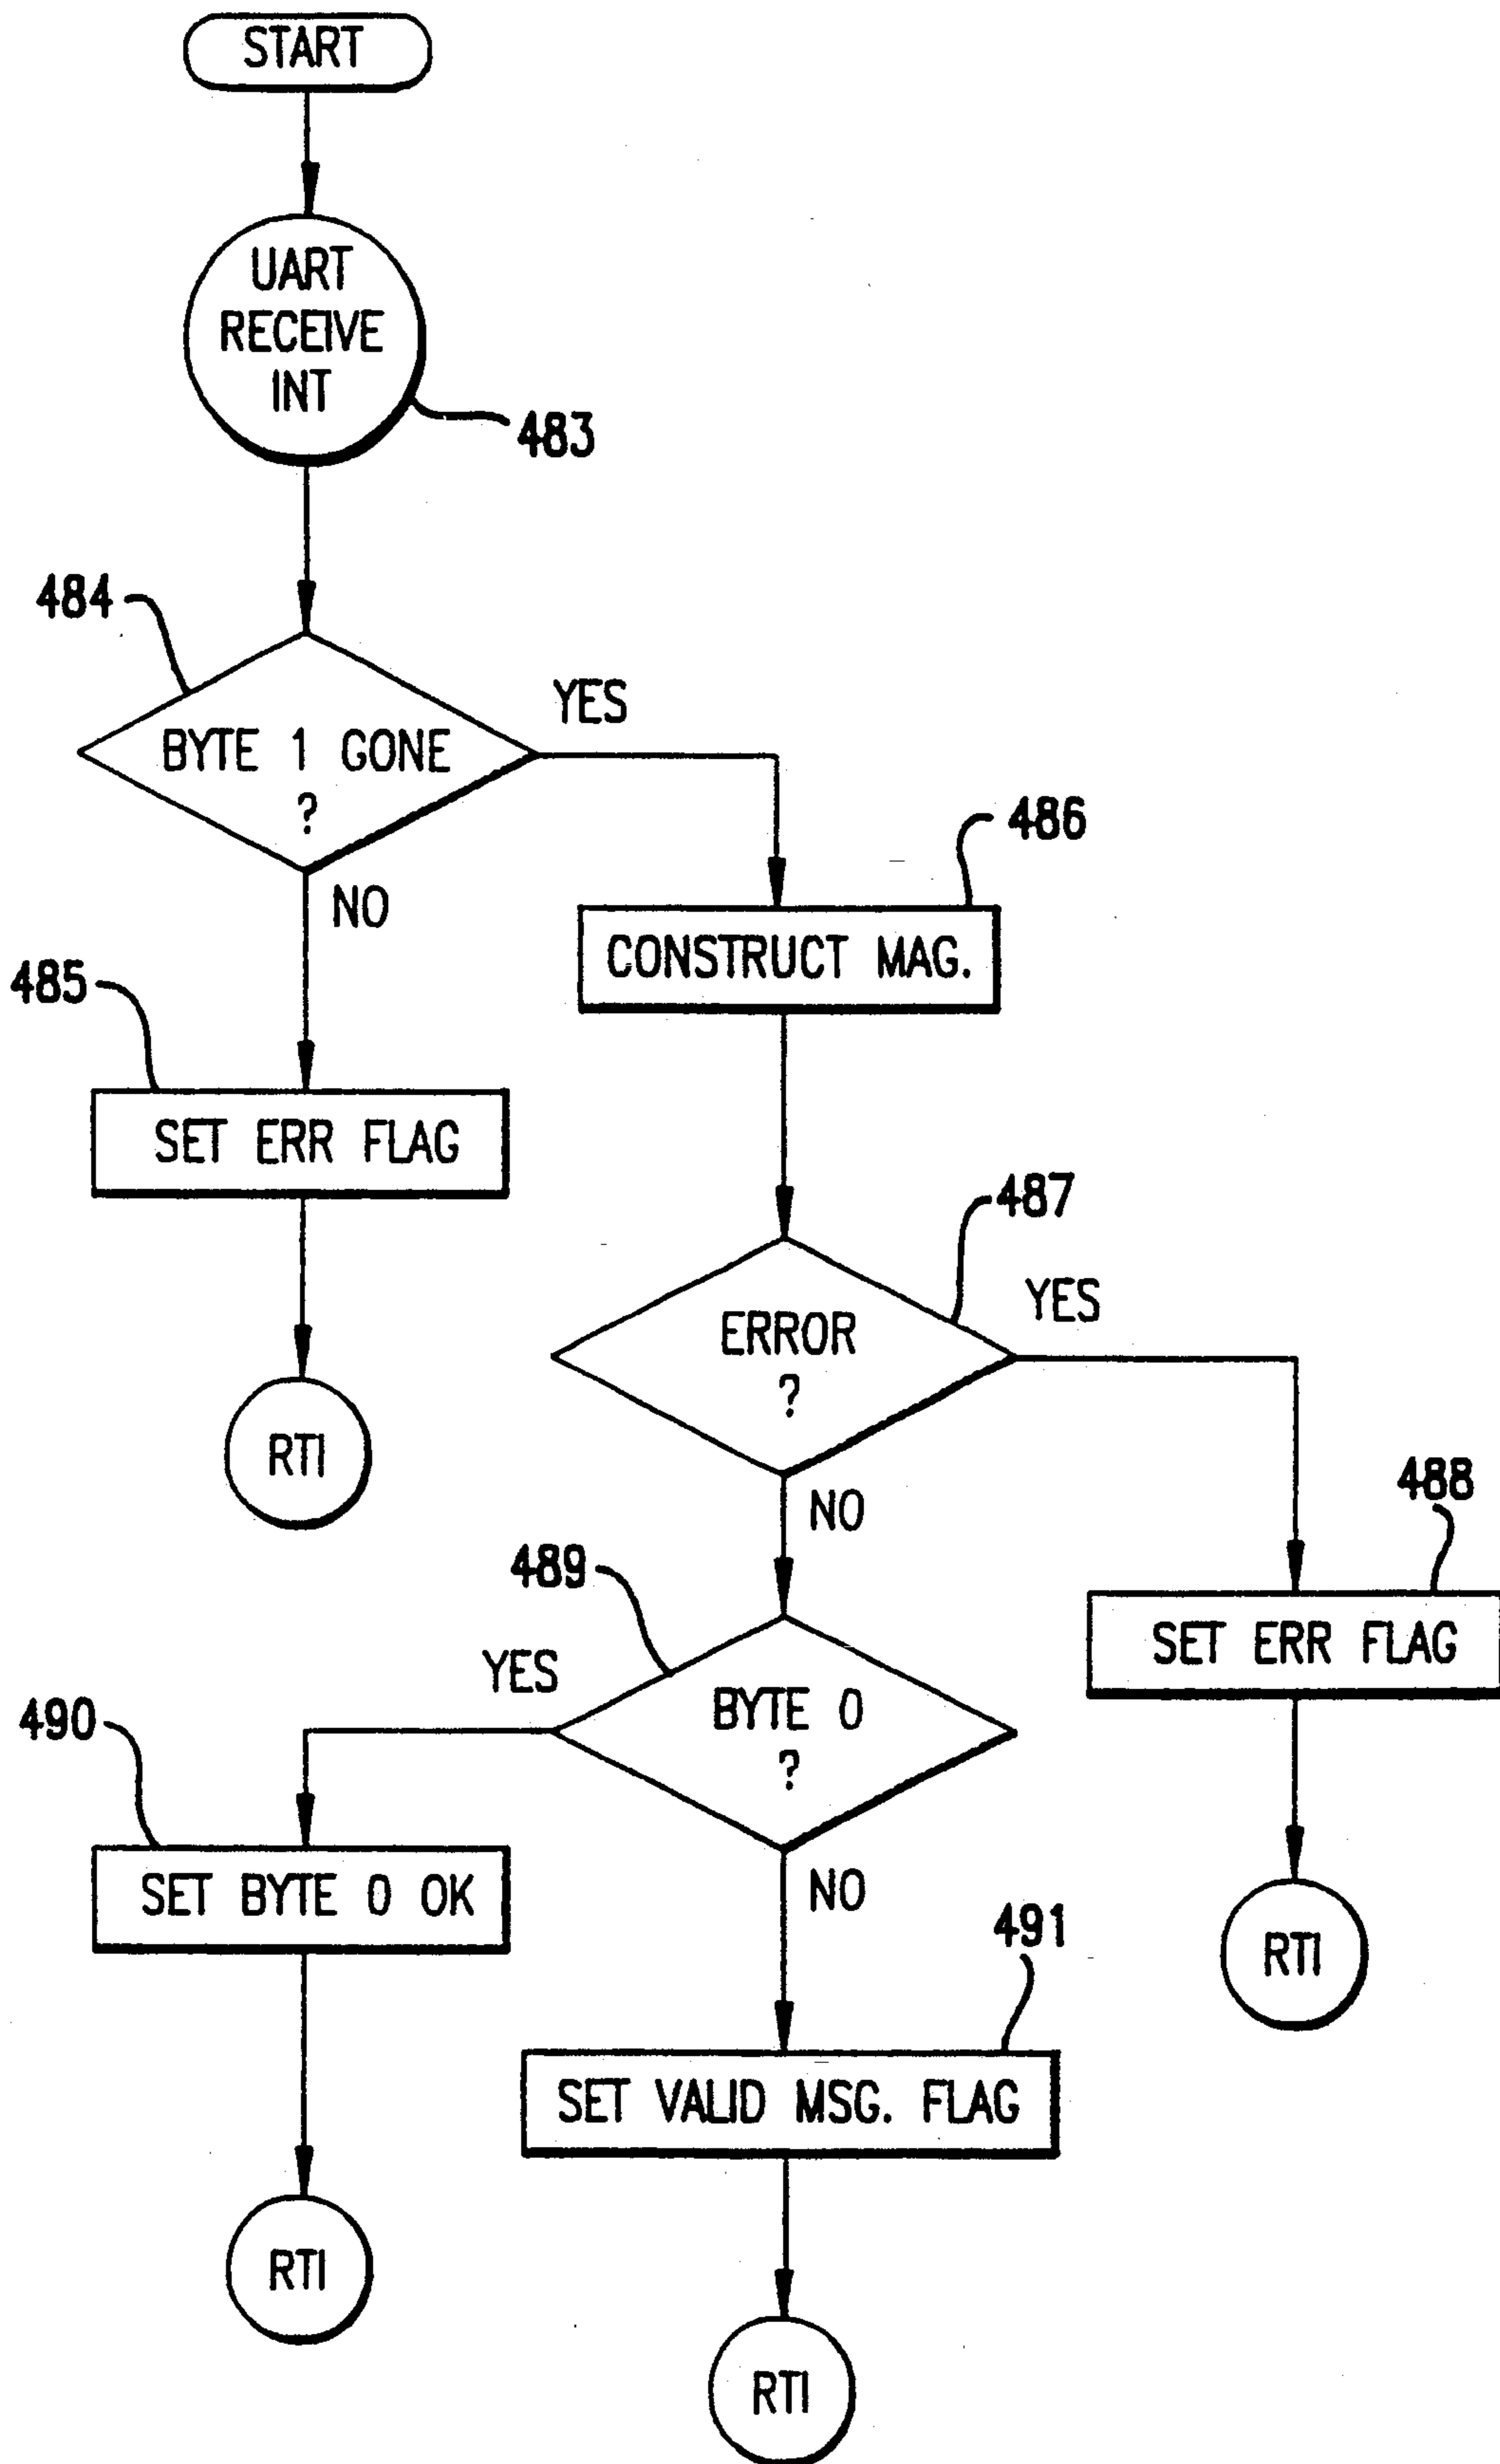 START
UART
RECEIVE
INT
483
484
YES
BYTE 1 GONE
?
NO
486
CONSTRUCT MAG.
485
SET ERR FLAG
487
YES
ERROR
?
RTI
NO
488
489
SET ERR FLAG
YES
BYTE 0
?
490
SET BYTE 0 OK
NO
491
RTI
SET VALID MSG. FLAG
RTI
RTI